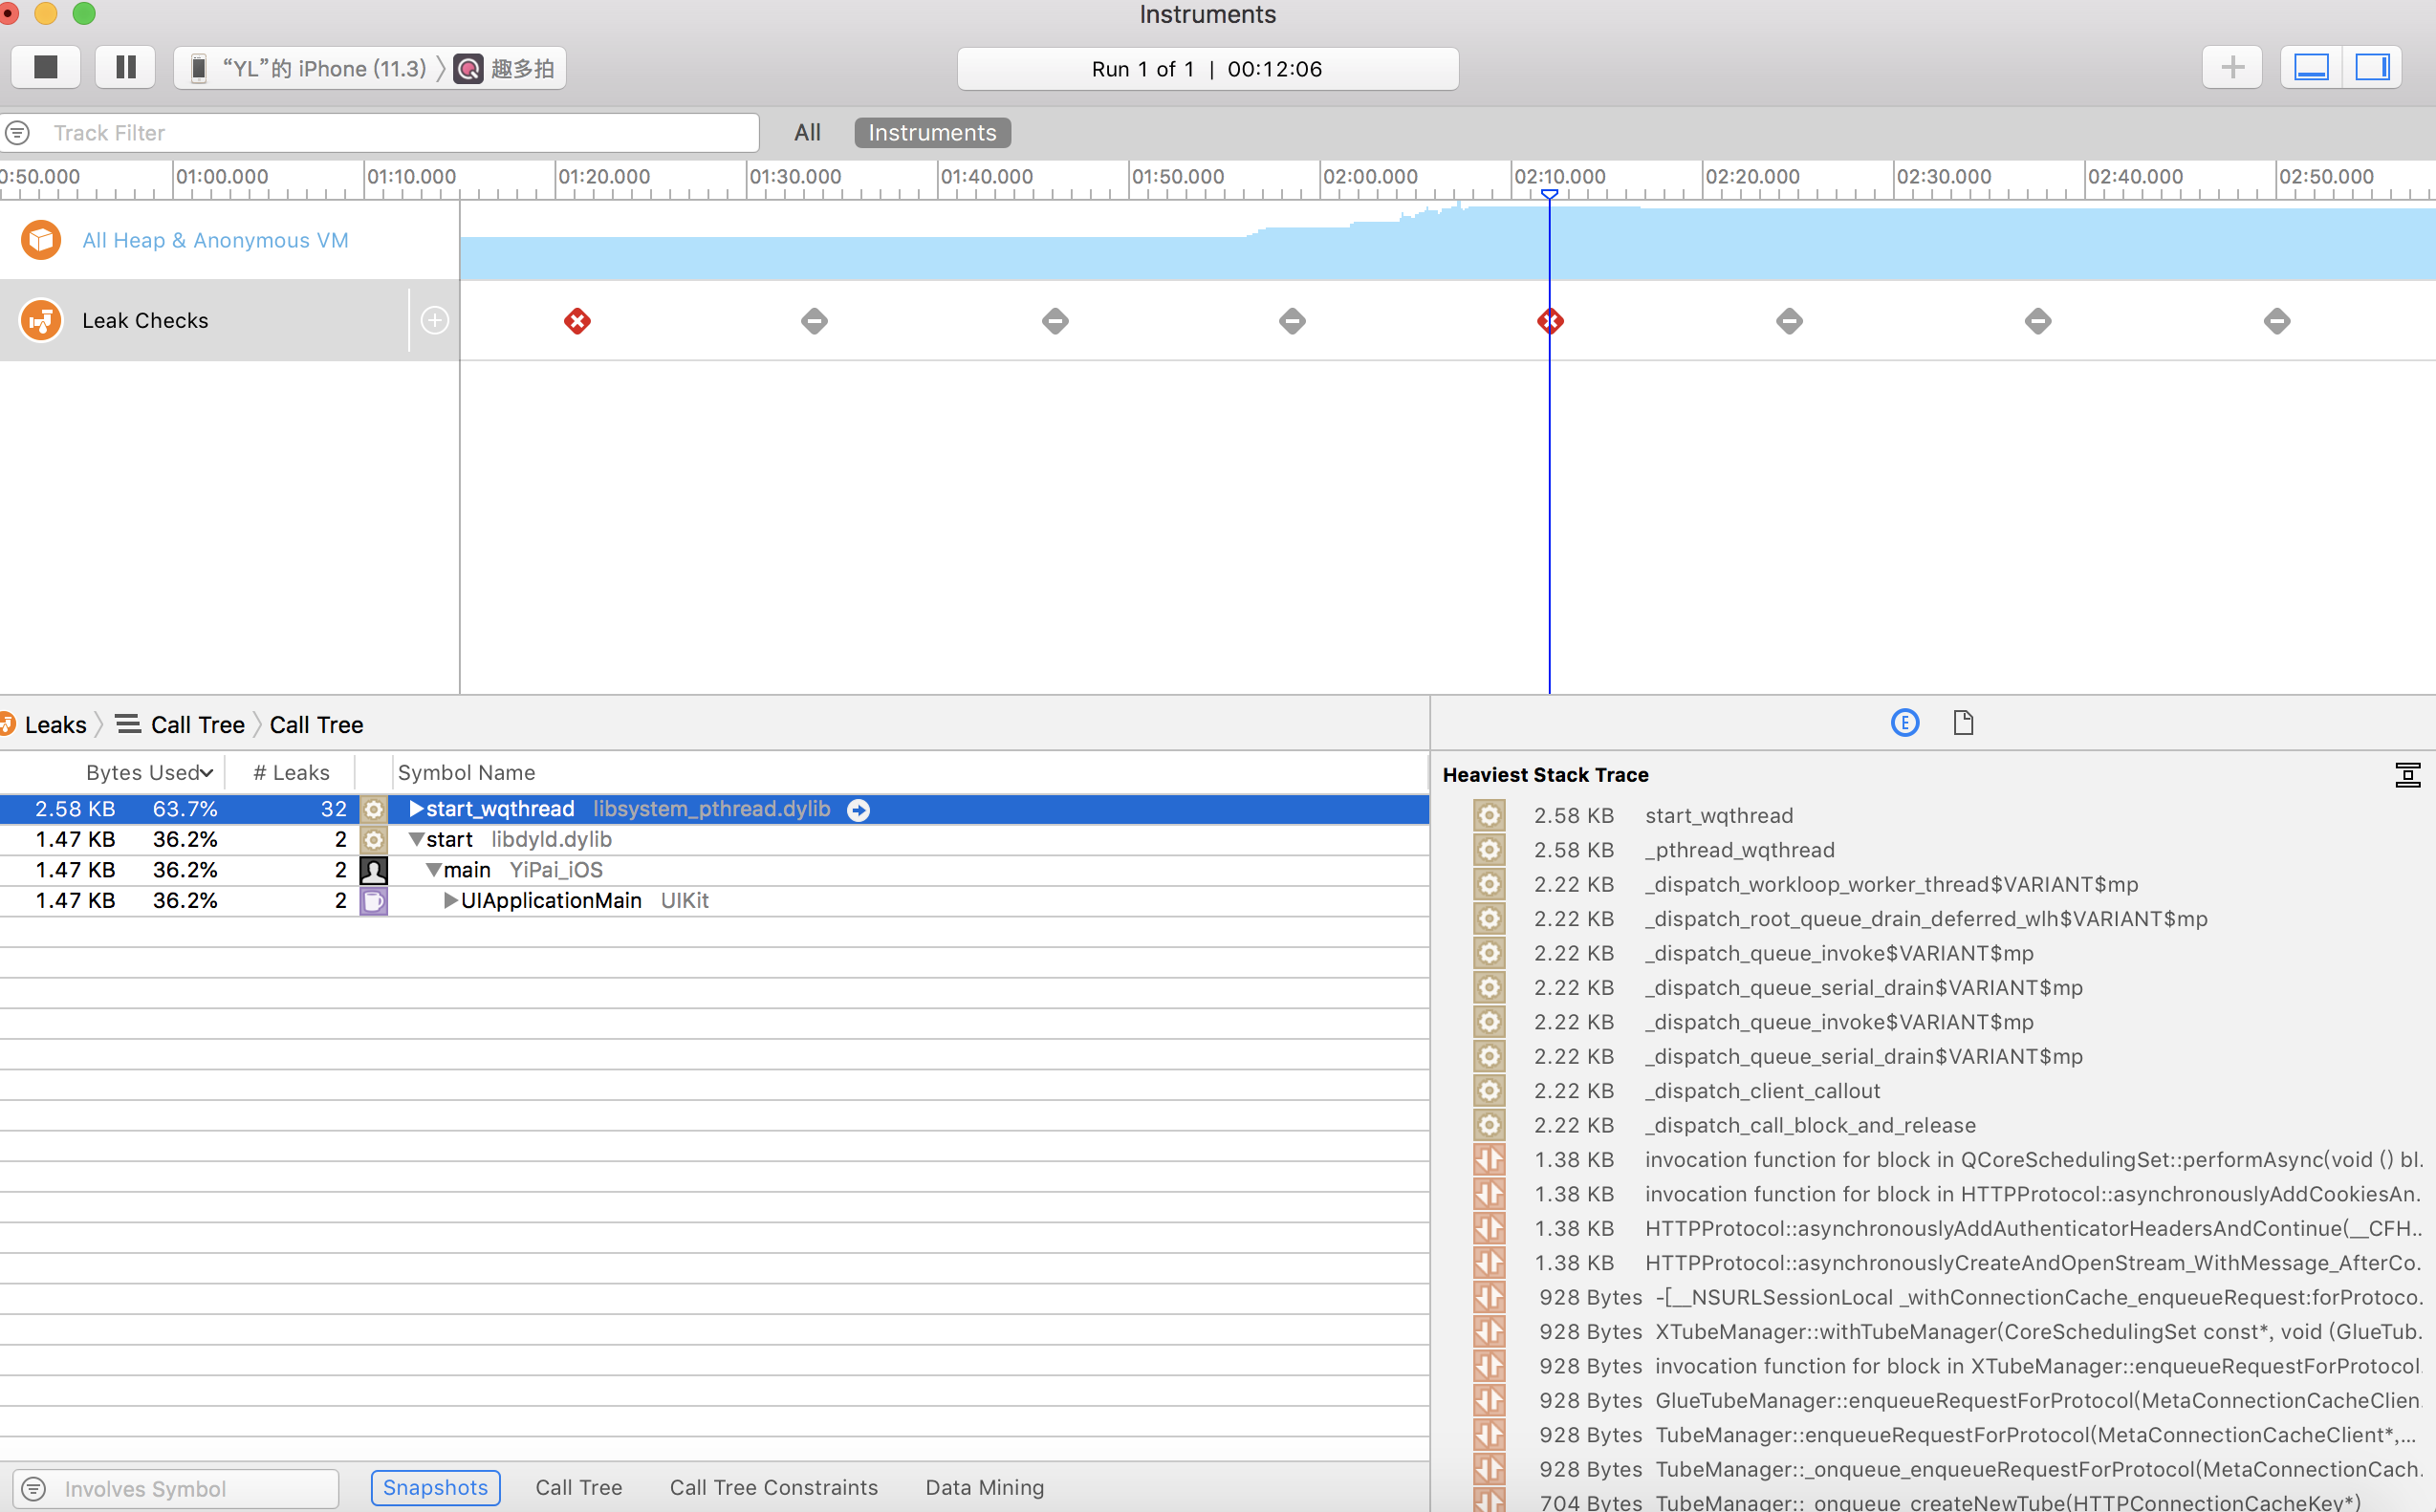 Instruments
“YL”的 iPhone (11.3) 趣多拍
Run 1 of 1 | 00:12:06
Track Filter All Instruments
0:50.000 01:00.000 01:10.000 01:20.000 01:30.000 01:40.000 01:50.000 02:00.000 02:10.000 02:20.000 02:30.000 02:40.000 02:50.000
All Heap & Anonymous VM
Leak Checks
Leaks Call Tree Call Tree
Bytes Used # Leaks Symbol Name
2.58 KB 63.7% 32 start_wqthread libsystem_pthread.dylib
1.47 KB 36.2% 2 start libdyld.dylib
1.47 KB 36.2% 2 main YiPai_iOS
1.47 KB 36.2% 2 UIApplicationMain UIKit
E
Heaviest Stack Trace
2.58 KB start_wqthread
2.58 KB _pthread_wqthread
2.22 KB _dispatch_workloop_worker_thread$VARIANT$mp
2.22 KB _dispatch_root_queue_drain_deferred_wlh$VARIANT$mp
2.22 KB _dispatch_queue_invoke$VARIANT$mp
2.22 KB _dispatch_queue_serial_drain$VARIANT$mp
2.22 KB _dispatch_queue_invoke$VARIANT$mp
2.22 KB _dispatch_queue_serial_drain$VARIANT$mp
2.22 KB _dispatch_client_callout
2.22 KB _dispatch_call_block_and_release
1.38 KB invocation function for block in QCoreSchedulingSet::performAsync(void () bl...
1.38 KB invocation function for block in HTTPProtocol::asynchronouslyAddCookiesAn...
1.38 KB HTTPProtocol::asynchronouslyAddAuthenticatorHeadersAndContinue(__CFH...
1.38 KB HTTPProtocol::asynchronouslyCreateAndOpenStream_WithMessage_AfterCo...
928 Bytes -[__NSURLSessionLocal _withConnectionCache_enqueueRequest:forProtoco...
928 Bytes XTubeManager::withTubeManager(CoreSchedulingSet const*, void (GlueTub...
928 Bytes invocation function for block in XTubeManager::enqueueRequestForProtocol...
928 Bytes GlueTubeManager::enqueueRequestForProtocol(MetaConnectionCacheClien...
928 Bytes TubeManager::enqueueRequestForProtocol(MetaConnectionCacheClient*,...
928 Bytes TubeManager::_onqueue_enqueueRequestForProtocol(MetaConnectionCach...
704 Bytes TubeManager::_onqueue_createNewTube(HTTPConnectionCacheKey*)
Involves Symbol Snapshots Call Tree Call Tree Constraints Data Mining